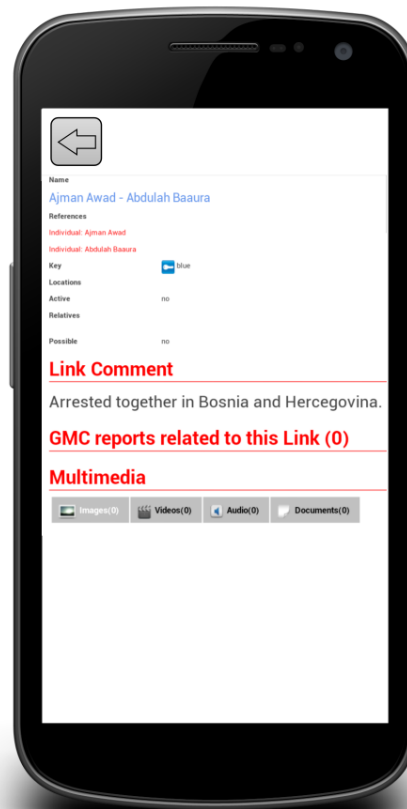 Name
Ajman Awad - Abdulah Baaura
References
Individual: Ajman Awad
Individual: Abdulah Baaura
Key blue
Locations
Active no
Relatives
Possible no
Link Comment
Arrested together in Bosnia and Hercegovina.
GMC reports related to this Link (0)
Multimedia
Images(0) Videos(0) Audio(0) Documents(0)